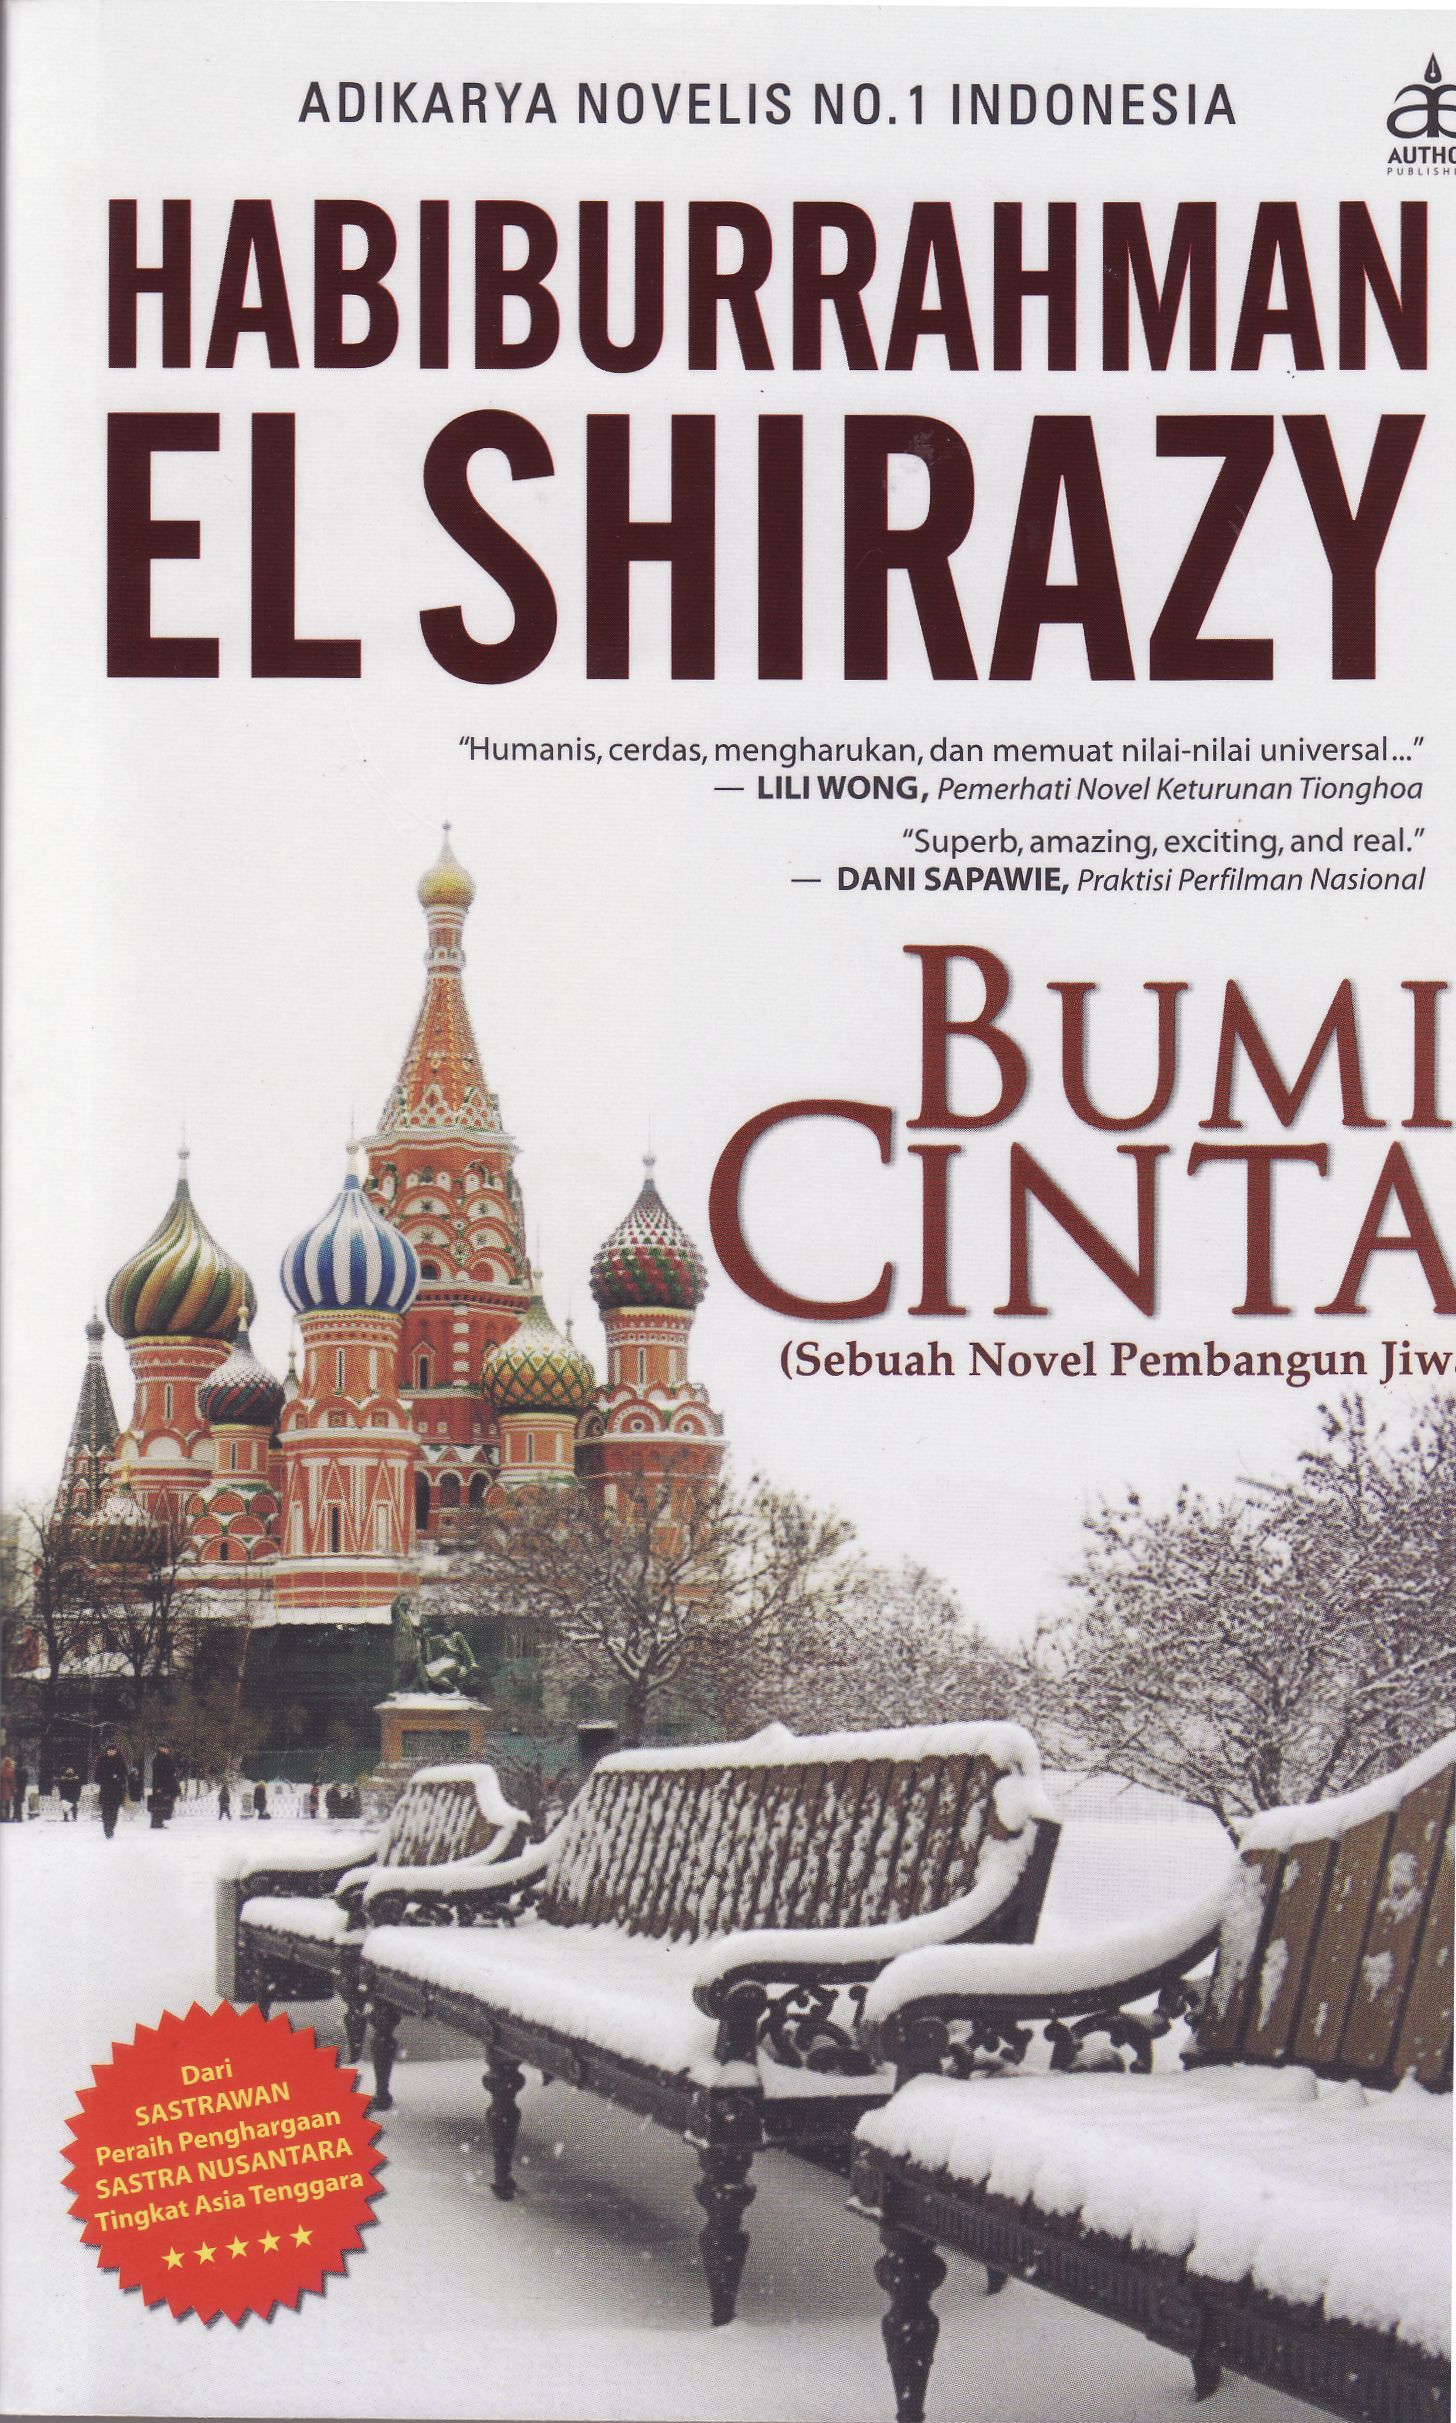 ADIKARYA NOVELIS NO.1 INDONESIA
HABIBURRAHMAN
EL SHIRAZY
“Humanis, cerdas, mengharukan, dan memuat nilai-nilai universal...”
— LILI WONG, Pemerhati Novel Keturunan Tionghoa
“Superb, amazing, exciting, and real.”
— DANI SAPAWIE, Praktisi Perfilman Nasional
BUMI
CINTA
(Sebuah Novel Pembangun
Dari
SASTRAWAN
Peraih Penghargaan
SASTRA NUSANTARA
Tingkat Asia Tenggara